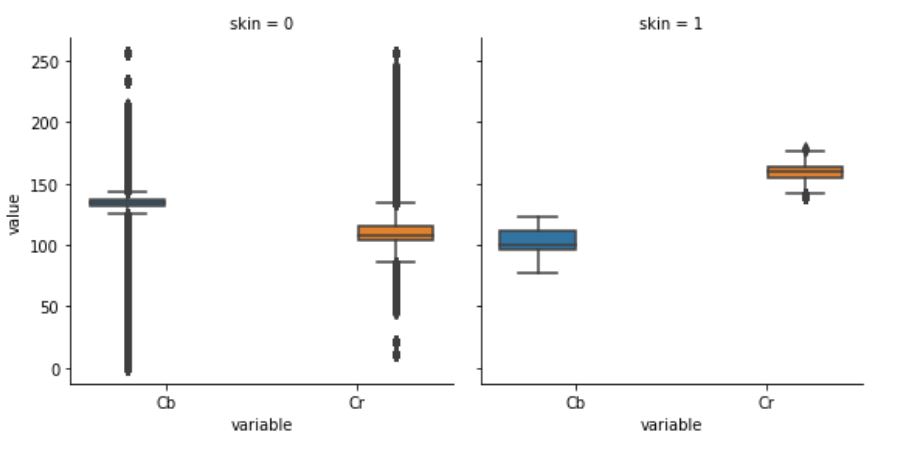 skin = 0
skin = 1
250
200
150
100
50
0
value
Cb
Cr
Cb
Cr
variable
variable